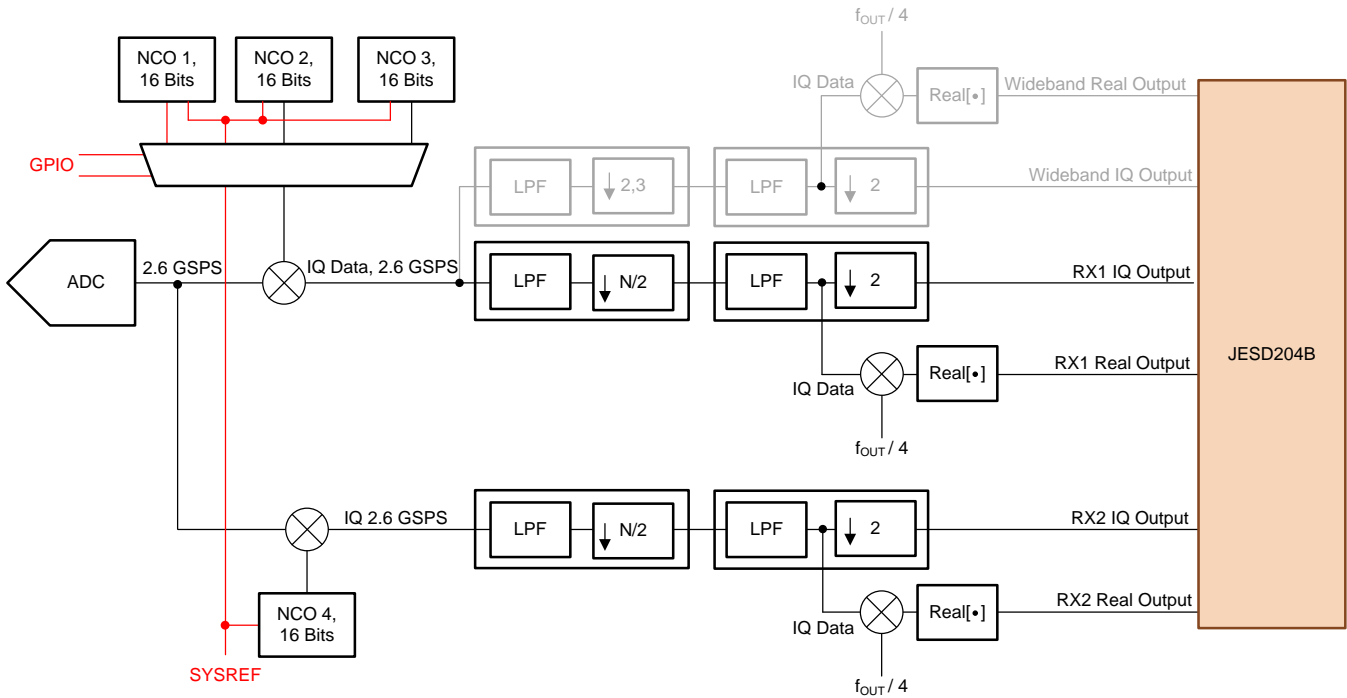 f_OUT / 4
NCO 1,
16 Bits
NCO 2,
16 Bits
NCO 3,
16 Bits
IQ Data
Real[•]
Wideband Real Output
GPIO
LPF
2,3
LPF
2
Wideband IQ Output
ADC
2.6 GSPS
IQ Data, 2.6 GSPS
LPF
N/2
LPF
2
RX1 IQ Output
JESD204B
IQ Data
Real[•]
RX1 Real Output
f_OUT / 4
IQ 2.6 GSPS
LPF
N/2
LPF
2
RX2 IQ Output
NCO 4,
16 Bits
IQ Data
Real[•]
RX2 Real Output
SYSREF
f_OUT / 4